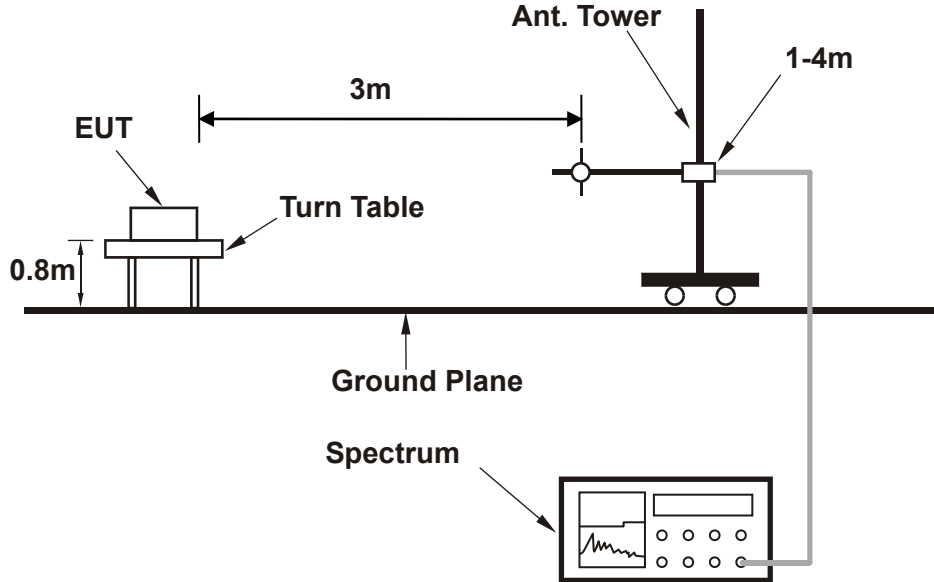 Ant. Tower
1-4m
3m
EUT
Turn Table
0.8m
Ground Plane
Spectrum